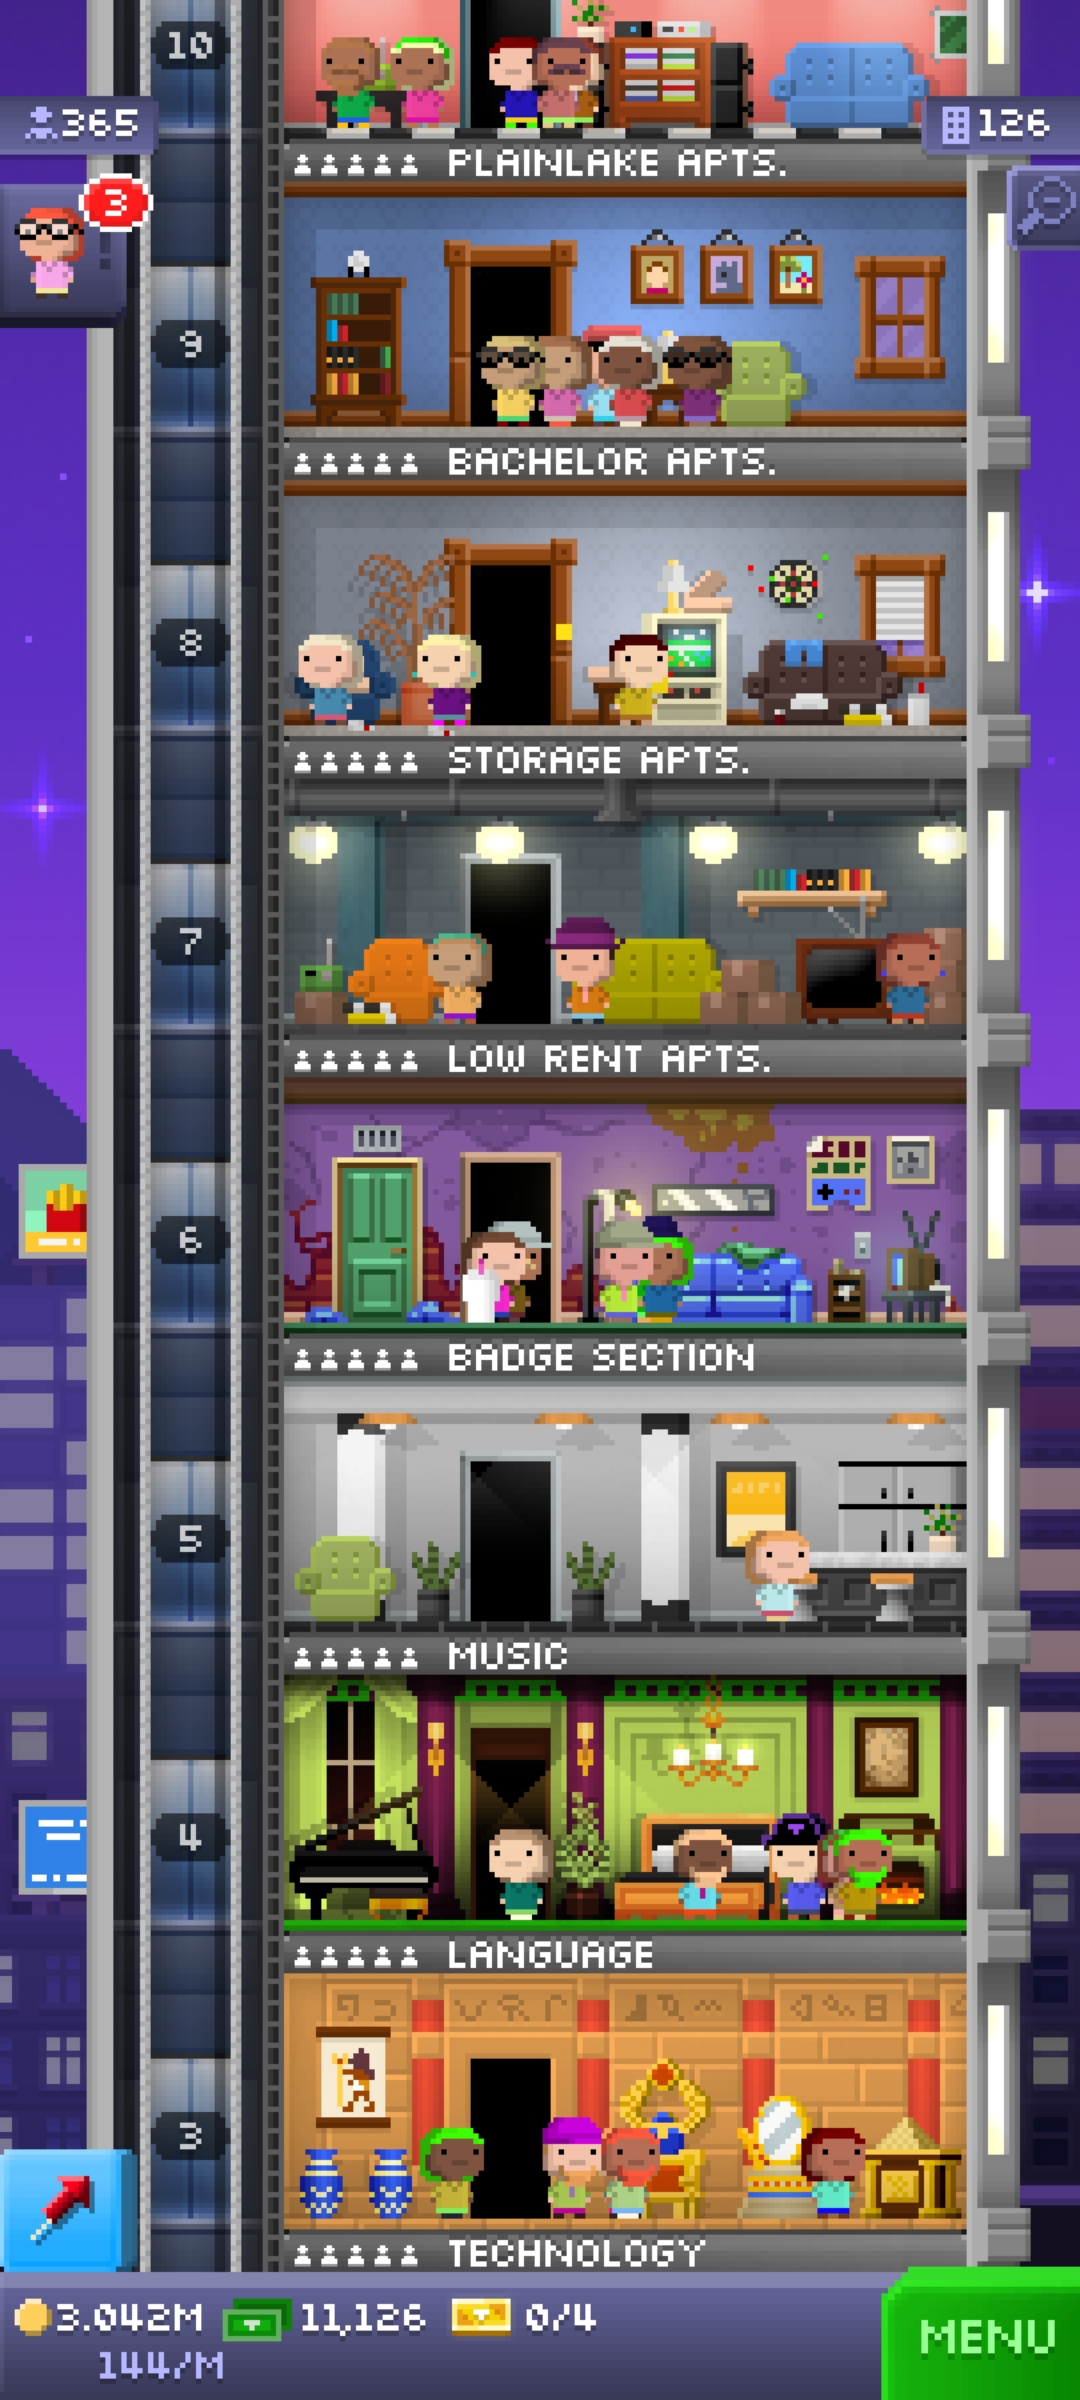 10
365
126
PLAINLAKE APTS.
3
9
BACHELOR APTS.
8
STORAGE APTS.
7
LOW RENT APTS.
6
BADGE SECTION
5
MUSIC
4
LANGUAGE
3
TECHNOLOGY
3.042M 11,126 0/4
144/M
MENU